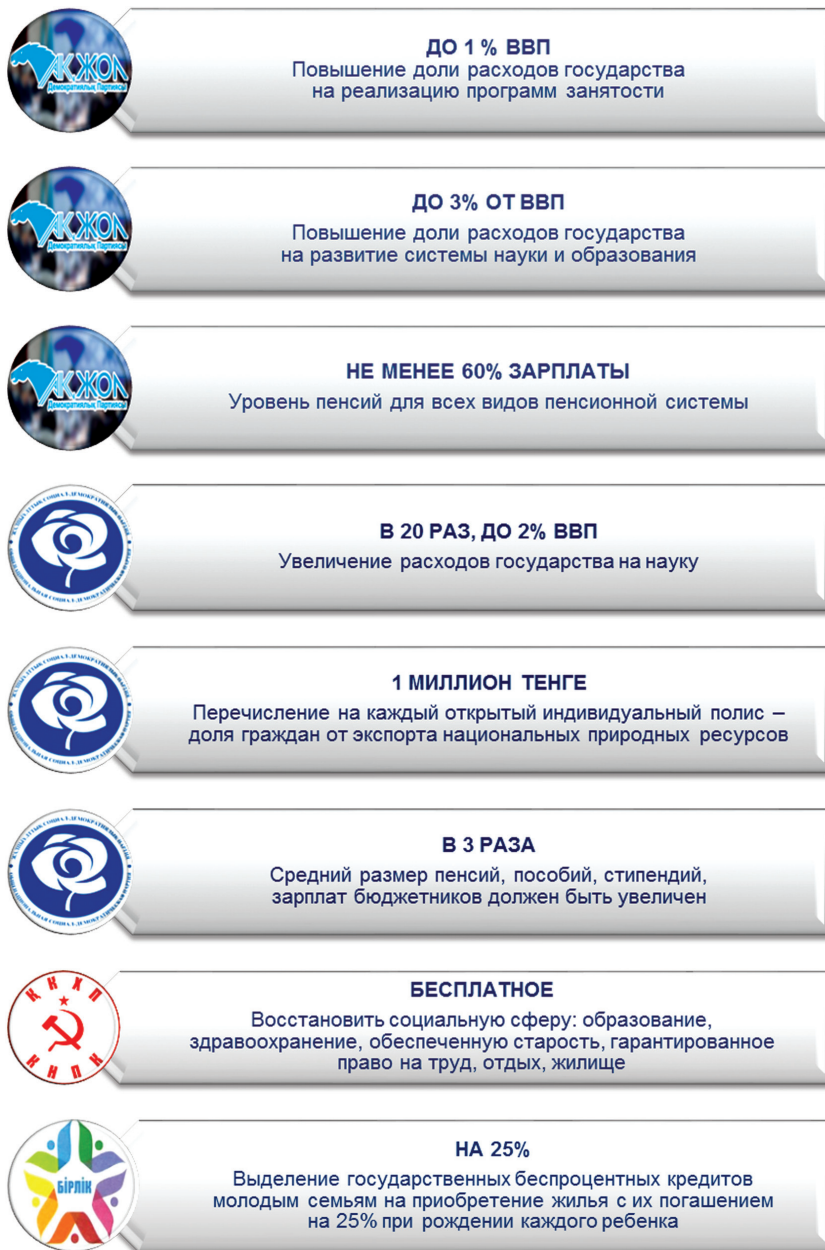 АҚ ЖОЛ
Демократиялық Партиясы
ДО 1 % ВВП
Повышение доли расходов государства
на реализацию программ занятости
АҚ ЖОЛ
Демократиялық Партиясы
ДО 3% ОТ ВВП
Повышение доли расходов государства
на развитие системы науки и образования
АҚ ЖОЛ
Демократиялық Партиясы
НЕ МЕНЕЕ 60% ЗАРПЛАТЫ
Уровень пенсий для всех видов пенсионной системы
В 20 РАЗ, ДО 2% ВВП
Увеличение расходов государства на науку
1 МИЛЛИОН ТЕНГЕ
Перечисление на каждый открытый индивидуальный полис –
доля граждан от экспорта национальных природных ресурсов
В 3 РАЗА
Средний размер пенсий, пособий, стипендий,
зарплат бюджетников должен быть увеличен
ҚКХП
КНПК
БЕСПЛАТНОЕ
Восстановить социальную сферу: образование,
здравоохранение, обеспеченную старость, гарантированное
право на труд, отдых, жилище
БІРЛІК
НА 25%
Выделение государственных беспроцентных кредитов
молодым семьям на приобретение жилья с их погашением
на 25% при рождении каждого ребенка